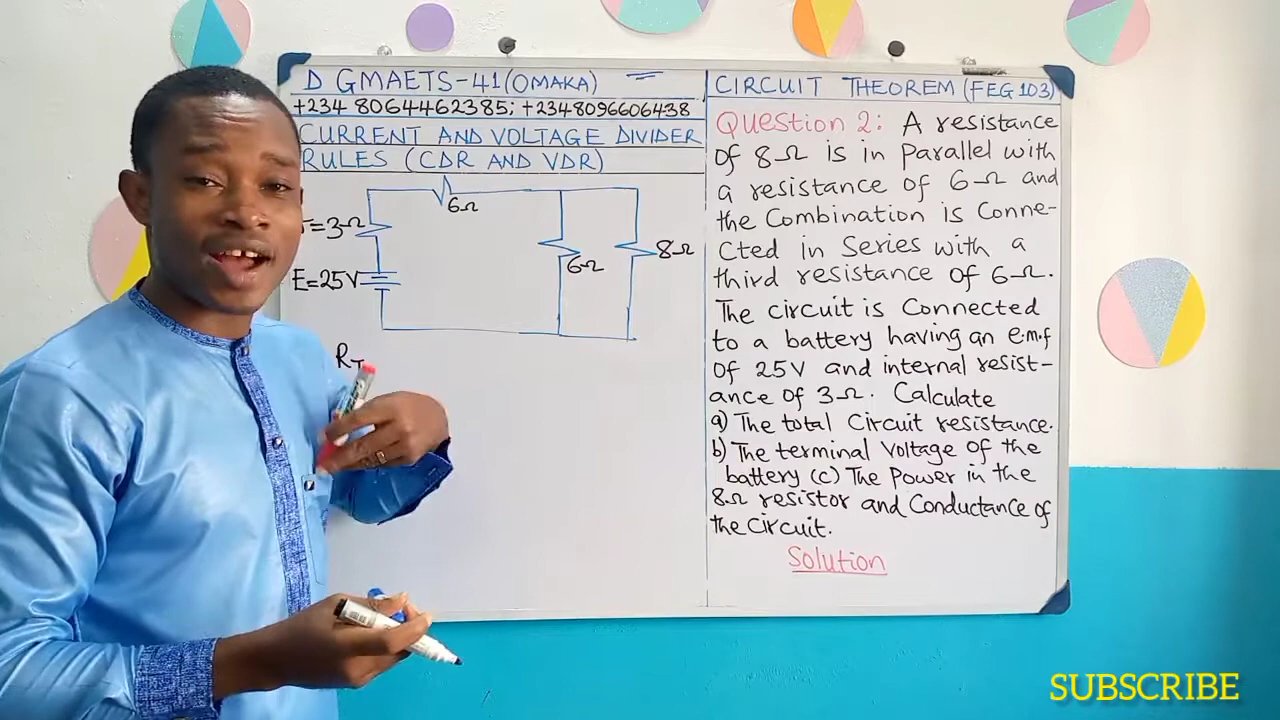 D GMAETS-41(OMAKA)
+234 8064462385; +2348096606438
CURRENT AND VOLTAGE DIVIDER
RULES (CDR AND VDR)
6Ω
=3Ω
E=25V
6Ω
8Ω
RT
CIRCUIT THEOREM (FEG 103)
Question 2: A resistance
of 8Ω is in parallel with
a resistance of 6Ω and
the Combination is Conne-
cted in Series with a
third resistance of 6Ω.
The circuit is Connected
to a battery having an e.m.f
of 25V and internal resist-
ance of 3Ω. Calculate
a) The total Circuit resistance.
b) The terminal Voltage of the
battery (c) The Power in the
8Ω resistor and Conductance of
the Circuit.
Solution
SUBSCRIBE